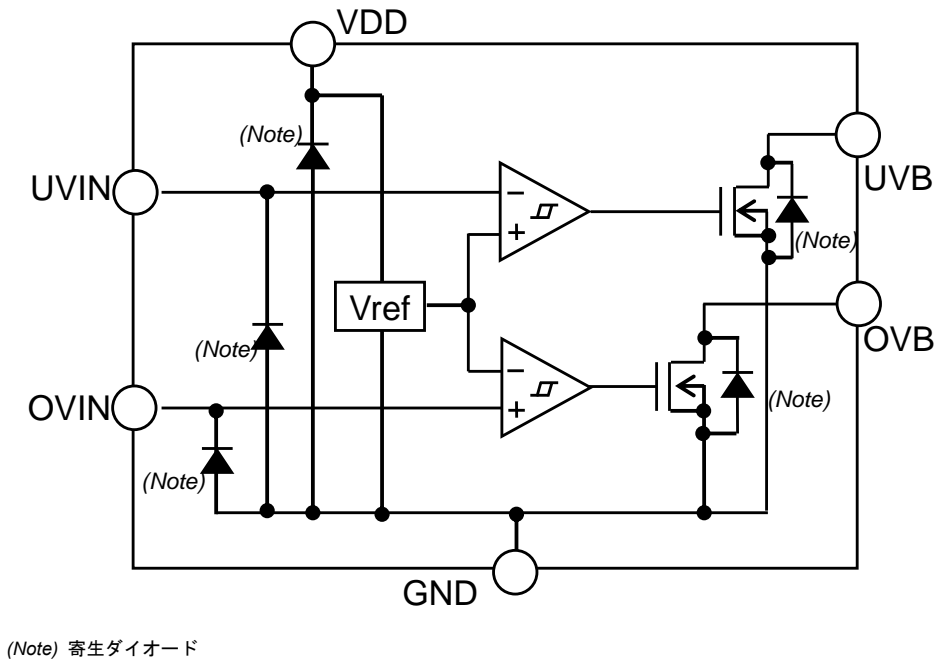 VDD
(Note)
UVIN
UVB
−
+
(Note)
Vref
OVB
(Note)
−
+
(Note)
OVIN
(Note)
GND
(Note) 寄生ダイオード